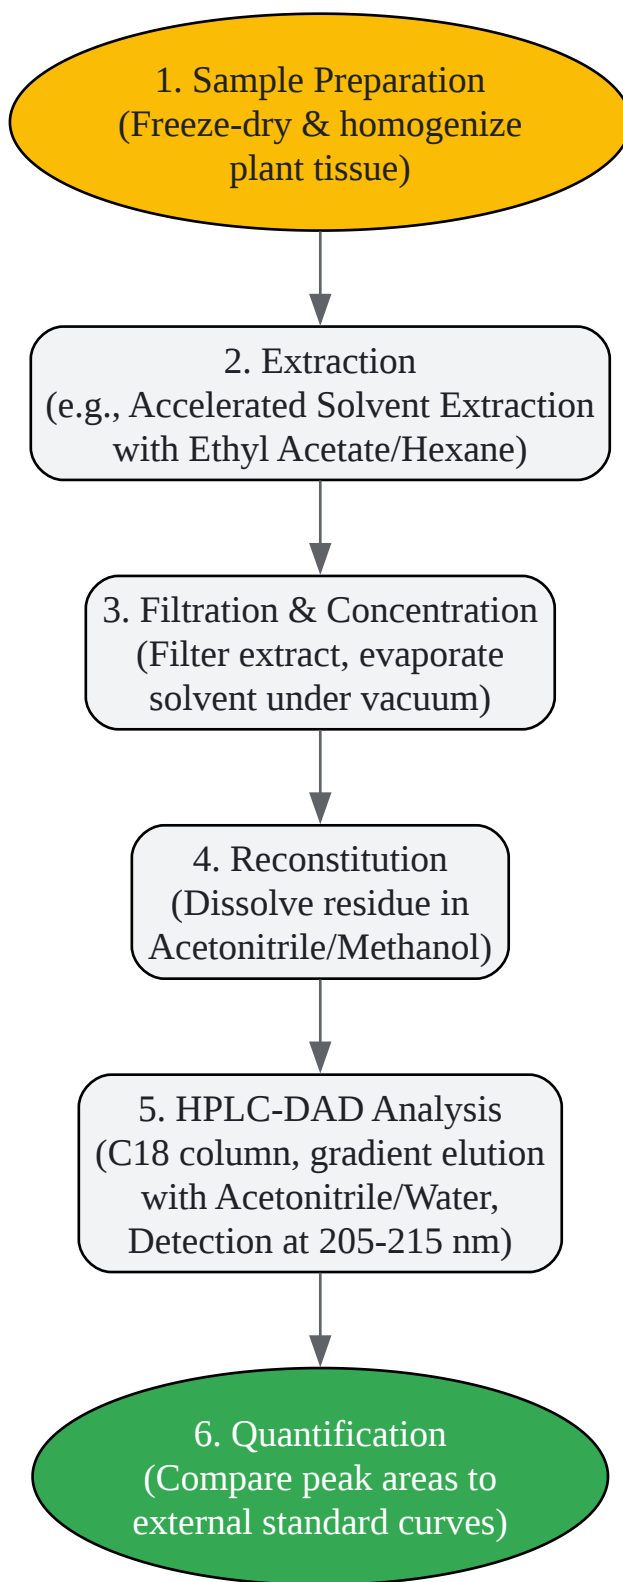 1. Sample Preparation
(Freeze-dry & homogenize
plant tissue)
2. Extraction
(e.g., Accelerated Solvent Extraction
with Ethyl Acetate/Hexane)
3. Filtration & Concentration
(Filter extract, evaporate
solvent under vacuum)
4. Reconstitution
(Dissolve residue in
Acetonitrile/Methanol)
5. HPLC-DAD Analysis
(C18 column, gradient elution
with Acetonitrile/Water,
Detection at 205-215 nm)
6. Quantification
(Compare peak areas to
external standard curves)